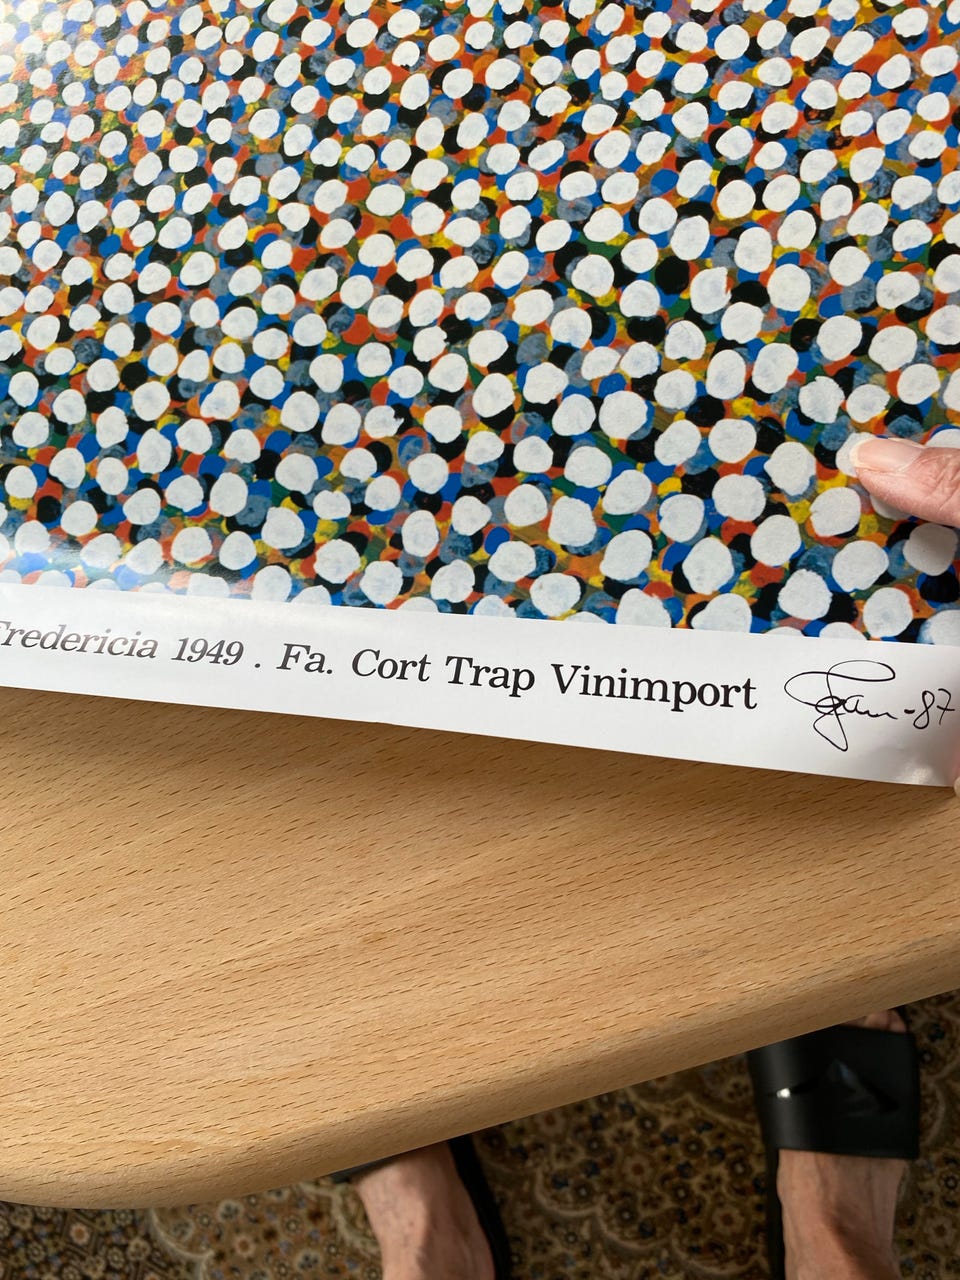 Fredericia 1949 . Fa. Cort Trap Vinimport
-87